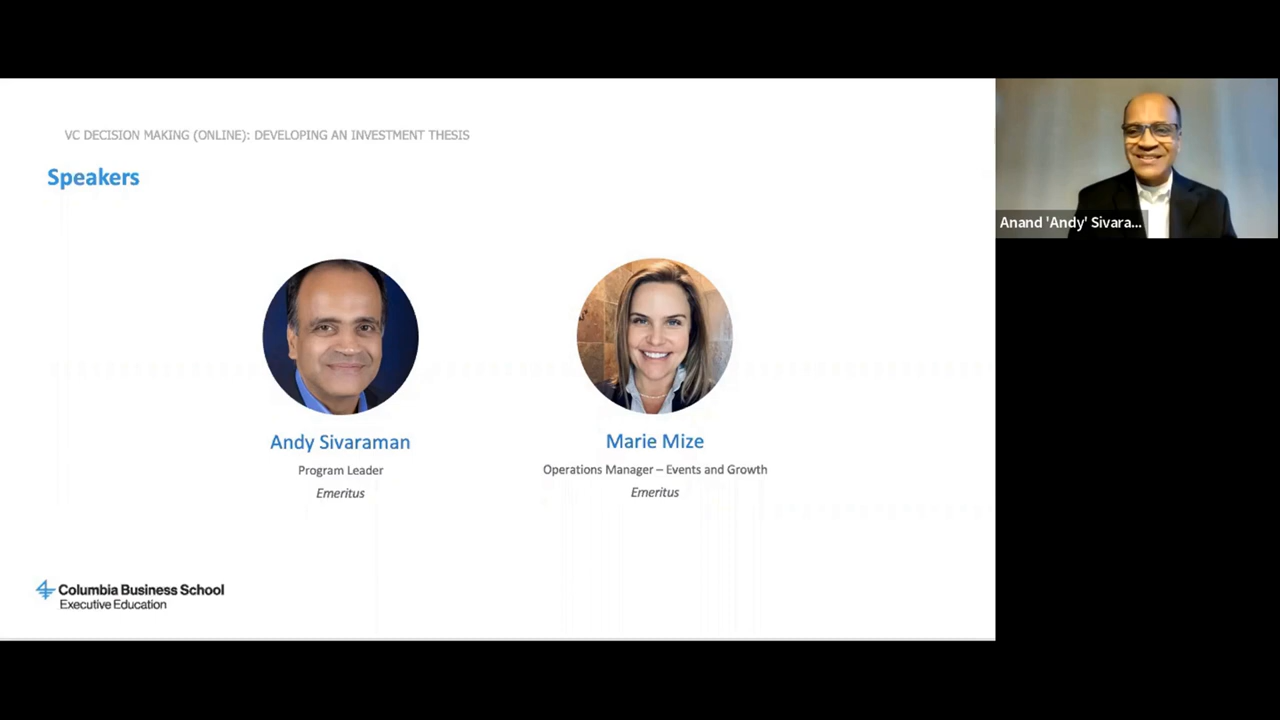 VC DECISION MAKING (ONLINE): DEVELOPING AN INVESTMENT THESIS
Speakers
Anand 'Andy' Sivara...
Andy Sivaraman
Program Leader
Emeritus
Marie Mize
Operations Manager – Events and Growth
Emeritus
Columbia Business School
Executive Education